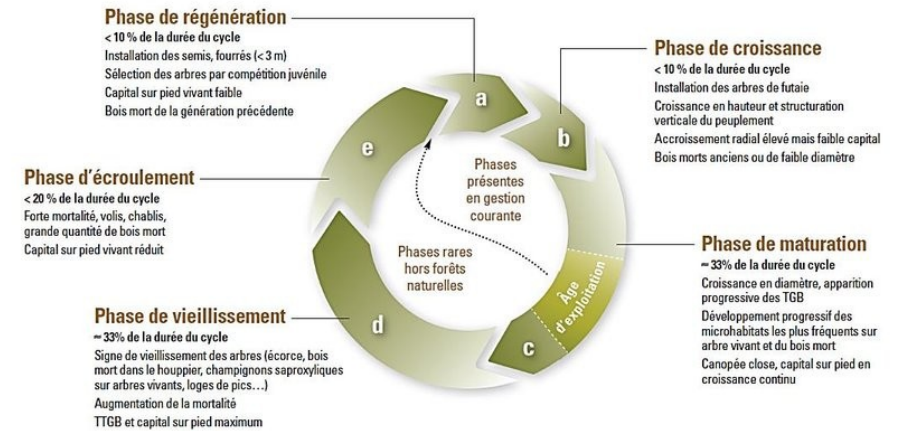 Phase de régénération
< 10 % de la durée du cycle
Installation des semis, fourrés (< 3 m)
Sélection des arbres par compétition juvénile
Capital sur pied vivant faible
Bois mort de la génération précédente
Phase de croissance
< 10 % de la durée du cycle
Installation des arbres de futaie
Croissance en hauteur et structuration
verticale du peuplement
Accroissement radial élevé mais faible capital
Bois morts anciens ou de faible diamètre
a
b
e
Phases
présentes
en gestion
courante
Phase d'écroulement
< 20 % de la durée du cycle
Forte mortalité, volis, chablis,
grande quantité de bois mort
Capital sur pied vivant réduit
Phases rares
hors forêts
naturelles
Phase de maturation
≈ 33% de la durée du cycle
Croissance en diamètre, apparition
progressive des TGB
Développement progressif des
microhabitats les plus fréquents sur
arbre vivant et du bois mort
Canopée close, capital sur pied en
croissance continu
Âge
d'exploitation
c
d
Phase de vieillissement
≈ 33% de la durée du cycle
Signe de vieillissement des arbres (écorce, bois
mort dans le houppier, champignons saproxyliques
sur arbres vivants, loges de pics…)
Augmentation de la mortalité
TTGB et capital sur pied maximum